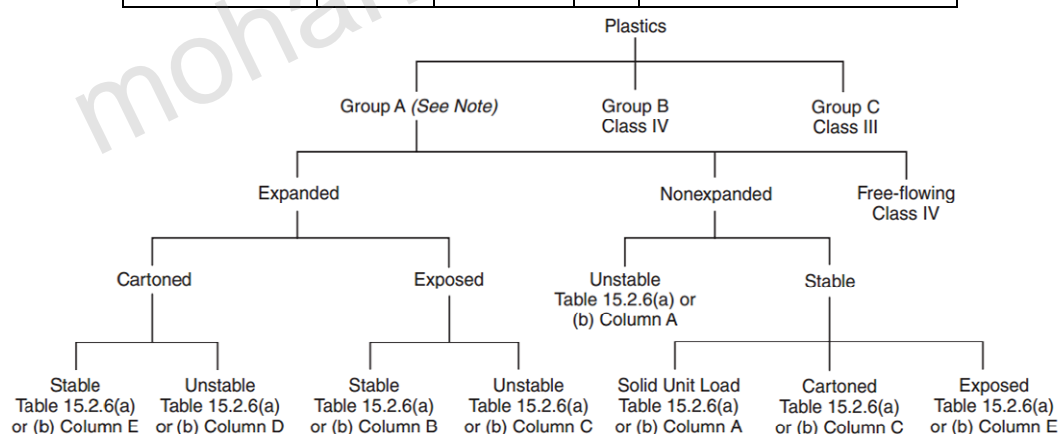 Plastics
Group A (See Note)
Group B
Class IV
Group C
Class III
Expanded
Nonexpanded
Free-flowing
Class IV
Cartoned
Exposed
Unstable
Table 15.2.6(a) or
(b) Column A
Stable
Stable
Table 15.2.6(a)
or (b) Column E
Unstable
Table 15.2.6(a)
or (b) Column D
Stable
Table 15.2.6(a)
or (b) Column B
Unstable
Table 15.2.6(a)
or (b) Column C
Solid Unit Load
Table 15.2.6(a)
or (b) Column A
Cartoned
Table 15.2.6(a)
or (b) Column C
Exposed
Table 15.2.6(a)
or (b) Column E